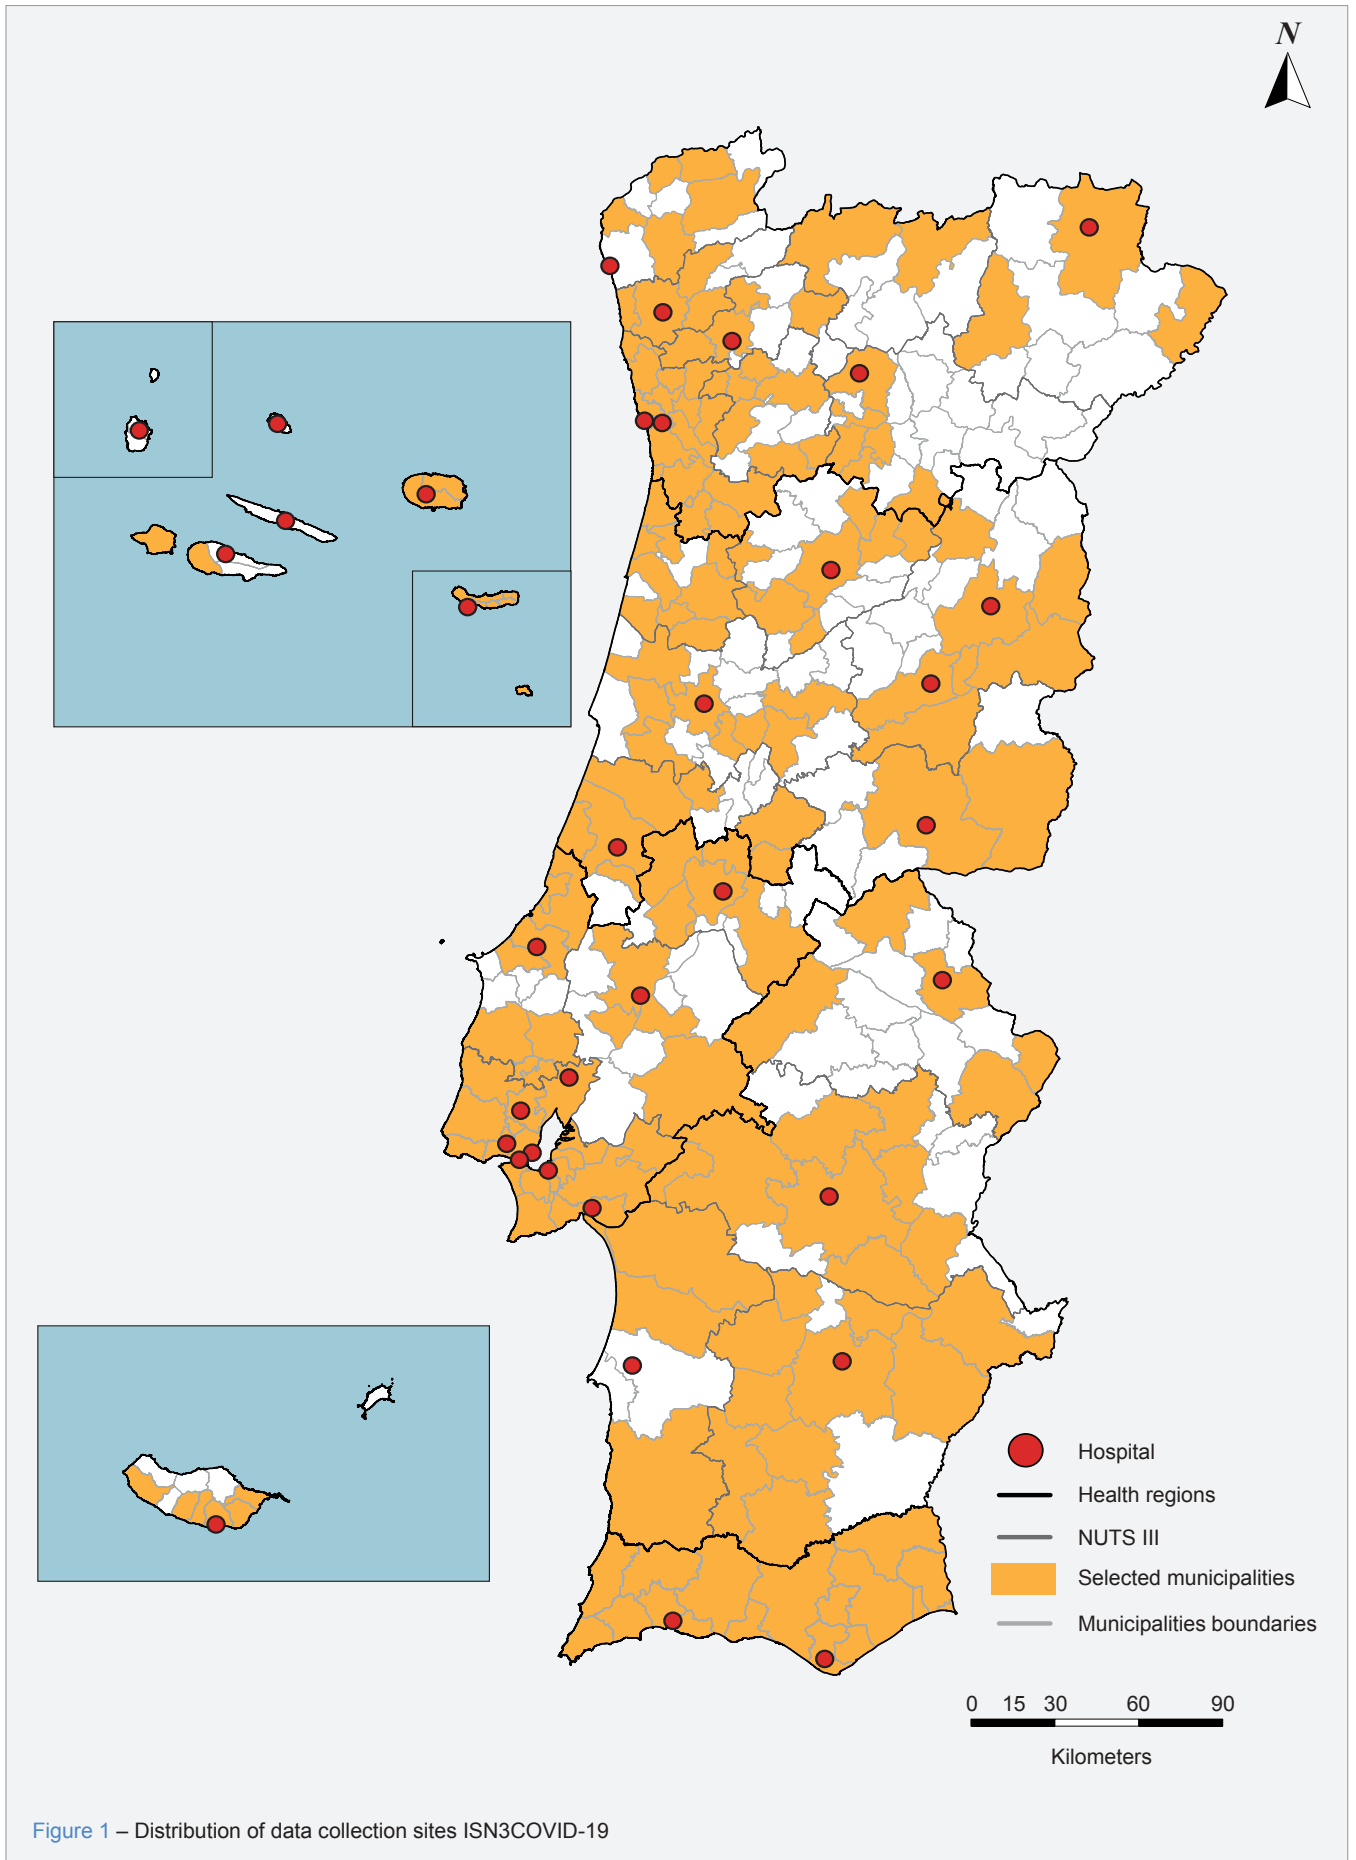 N
Hospital
Health regions
NUTS III
Selected municipalities
Municipalities boundaries
0 15 30 60 90
Kilometers
Figure 1 – Distribution of data collection sites ISN3COVID-19